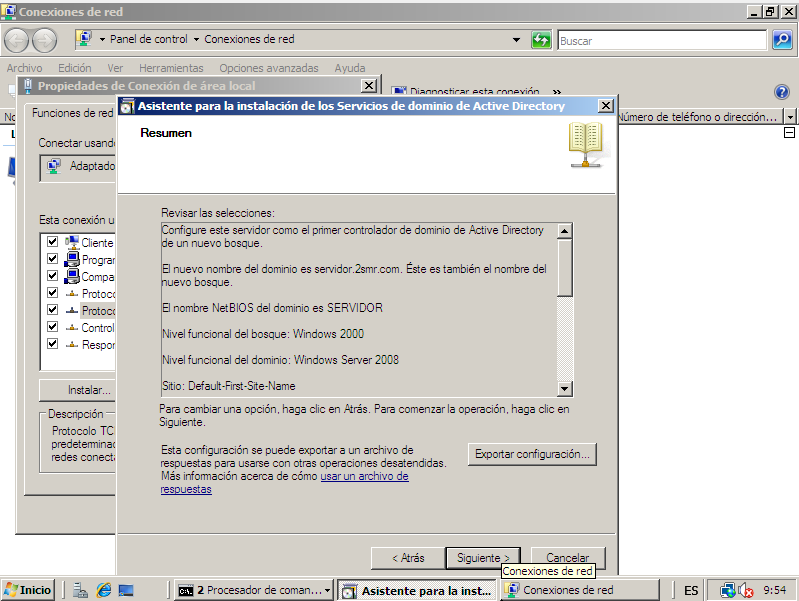 Conexiones de red
Panel de control
Conexiones de red
Buscar
Archivo Edición Ver Herramientas Opciones avanzadas Ayuda
Propiedades de Conexión de área local
Diagnosticar esta conexión
»
Número de teléfono o dirección...
Funciones de red
Conectar usando
Adaptado
Esta conexión u
Cliente
Program
Compa
Protoco
Protoco
Control
Respon
Instalar...
Descripción
Protocolo TC
predeterminad
redes conecta
Asistente para la instalación de los Servicios de dominio de Active Directory
Resumen
Revisar las selecciones:
Configure este servidor como el primer controlador de dominio de Active Directory
de un nuevo bosque.
El nuevo nombre del dominio es servidor.2smr.com. Éste es también el nombre del
nuevo bosque.
El nombre NetBIOS del dominio es SERVIDOR
Nivel funcional del bosque: Windows 2000
Nivel funcional del dominio: Windows Server 2008
Sitio: Default-First-Site-Name
Para cambiar una opción, haga clic en Atrás. Para comenzar la operación, haga clic en
Siguiente.
Esta configuración se puede exportar a un archivo de
respuestas para usarse con otras operaciones desatendidas.
Más información acerca de cómo usar un archivo de
respuestas
Exportar configuración...
< Atrás
Siguiente >
Cancelar
Conexiones de red
Inicio
2 Procesador de coman...
Asistente para la inst...
Conexiones de red
ES
9:54